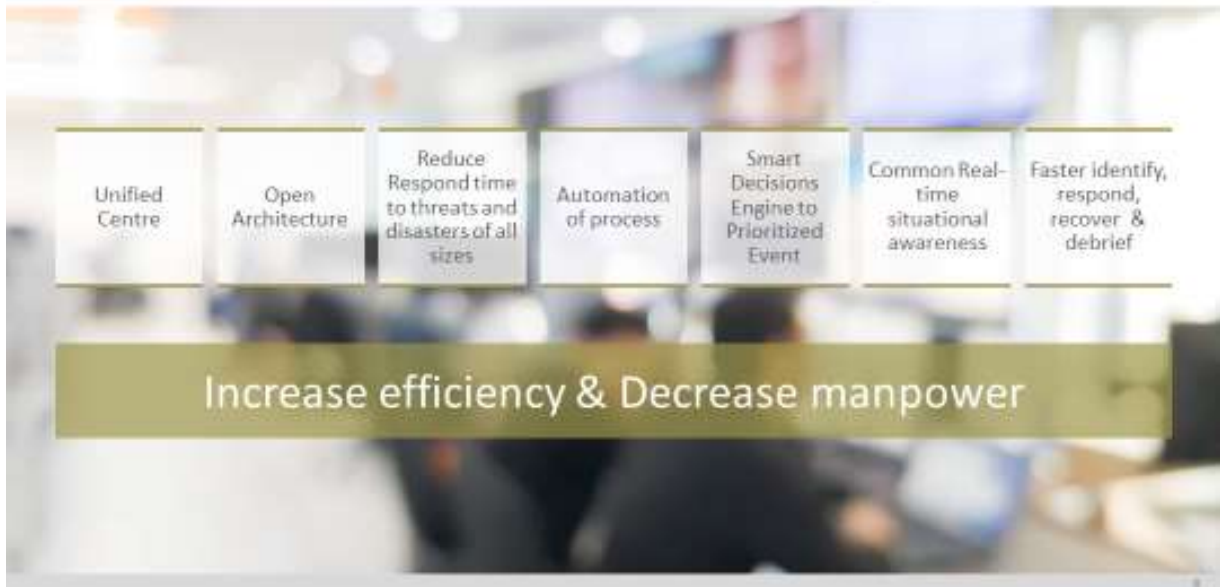 Unified
Centre
Open
Architecture
Reduce
Respond time
to threats and
disasters of all
sizes
Automation
of process
Smart
Decisions
Engine to
Prioritized
Event
Common Real-
time
situational
awareness
Faster identify,
respond,
recover &
debrief
Increase efficiency & Decrease manpower